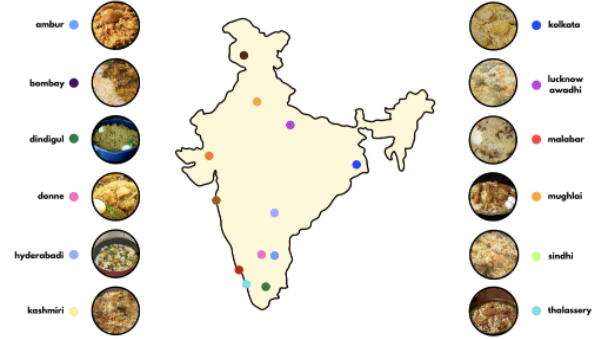 ambur
bombay
dindigul
donne
hyderabadi
kashmiri
kolkata
lucknow
awadhi
malabar
mughlai
sindhi
thalassery